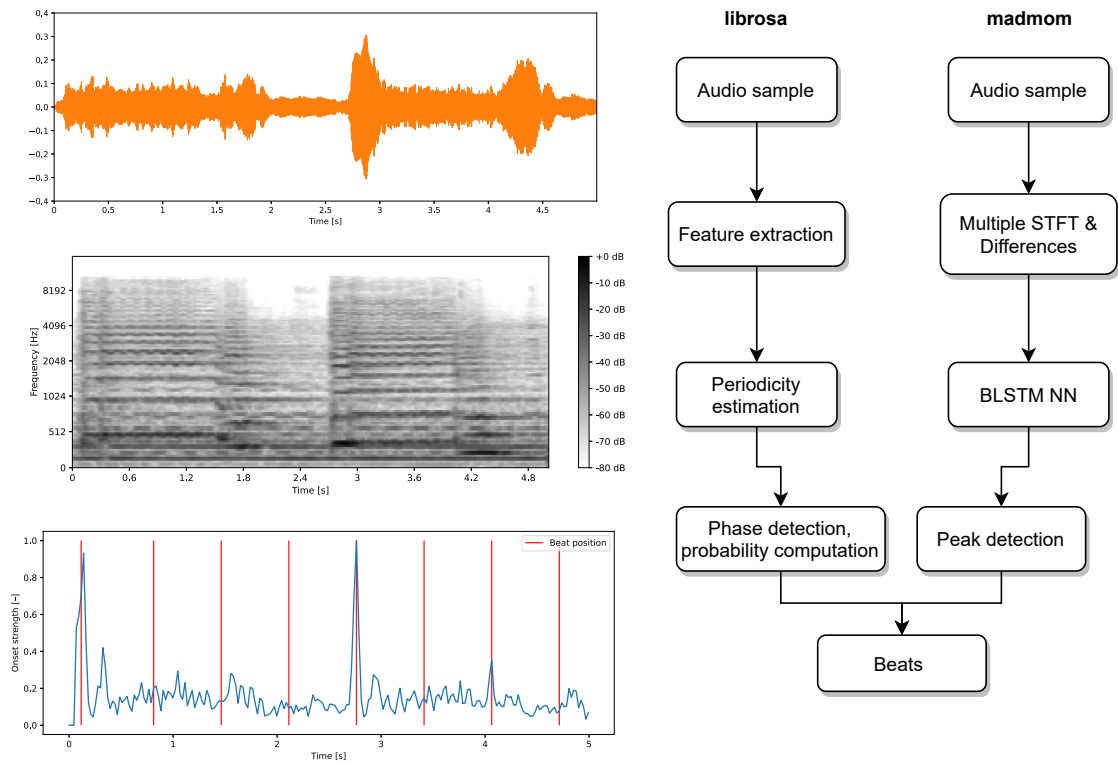 0.4
0.3
0.2
0.1
0.0
−0.1
−0.2
−0.3
−0.4
0 0.5 1 1.5 2 2.5 3 3.5 4 4.5
Time [s]
Frequency [Hz]
8192
4096
2048
1024
512
0
0 0.6 1.2 1.8 2.4 3 3.6 4.2 4.8
Time [s]
+0 dB
-10 dB
-20 dB
-30 dB
-40 dB
-50 dB
-60 dB
-70 dB
-80 dB
Onset strength [–]
1.0
0.8
0.6
0.4
0.2
0.0
Beat position
0 1 2 3 4 5
Time [s]
librosa
Audio sample
Feature extraction
Periodicity
estimation
Phase detection,
probability computation
madmom
Audio sample
Multiple STFT &
Differences
BLSTM NN
Peak detection
Beats